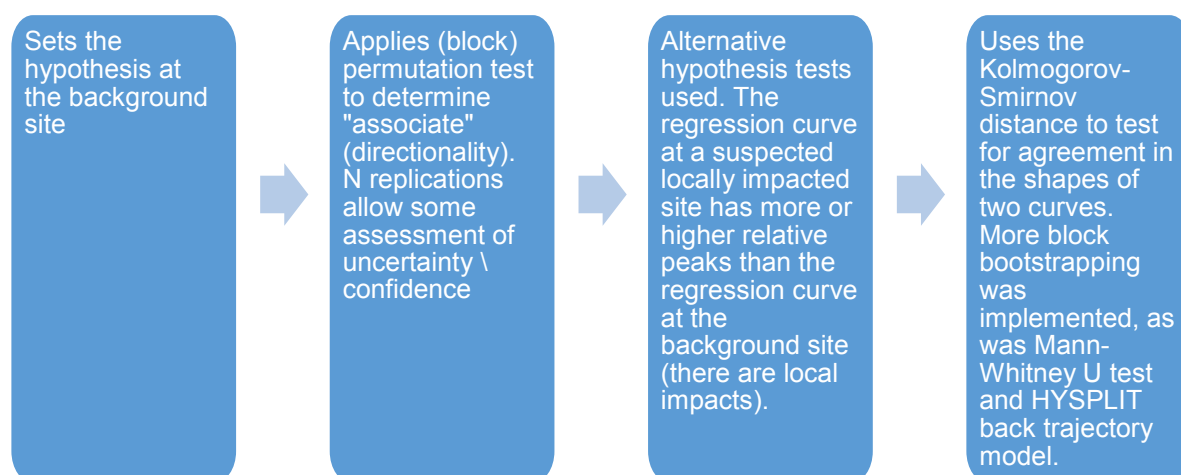 Sets the
hypothesis at
the background
site
Applies (block)
permutation test
to determine
"associate"
(directionality).
N replications
allow some
assessment of
uncertainty \
confidence
Alternative
hypothesis tests
used. The
regression curve
at a suspected
locally impacted
site has more or
higher relative
peaks than the
regression curve
at the
background site
(there are local
impacts).
Uses the
Kolmogorov-
Smirnov
distance to test
for agreement in
the shapes of
two curves.
More block
bootstrapping
was
implemented, as
was Mann-
Whitney U test
and HYSPLIT
back trajectory
model.